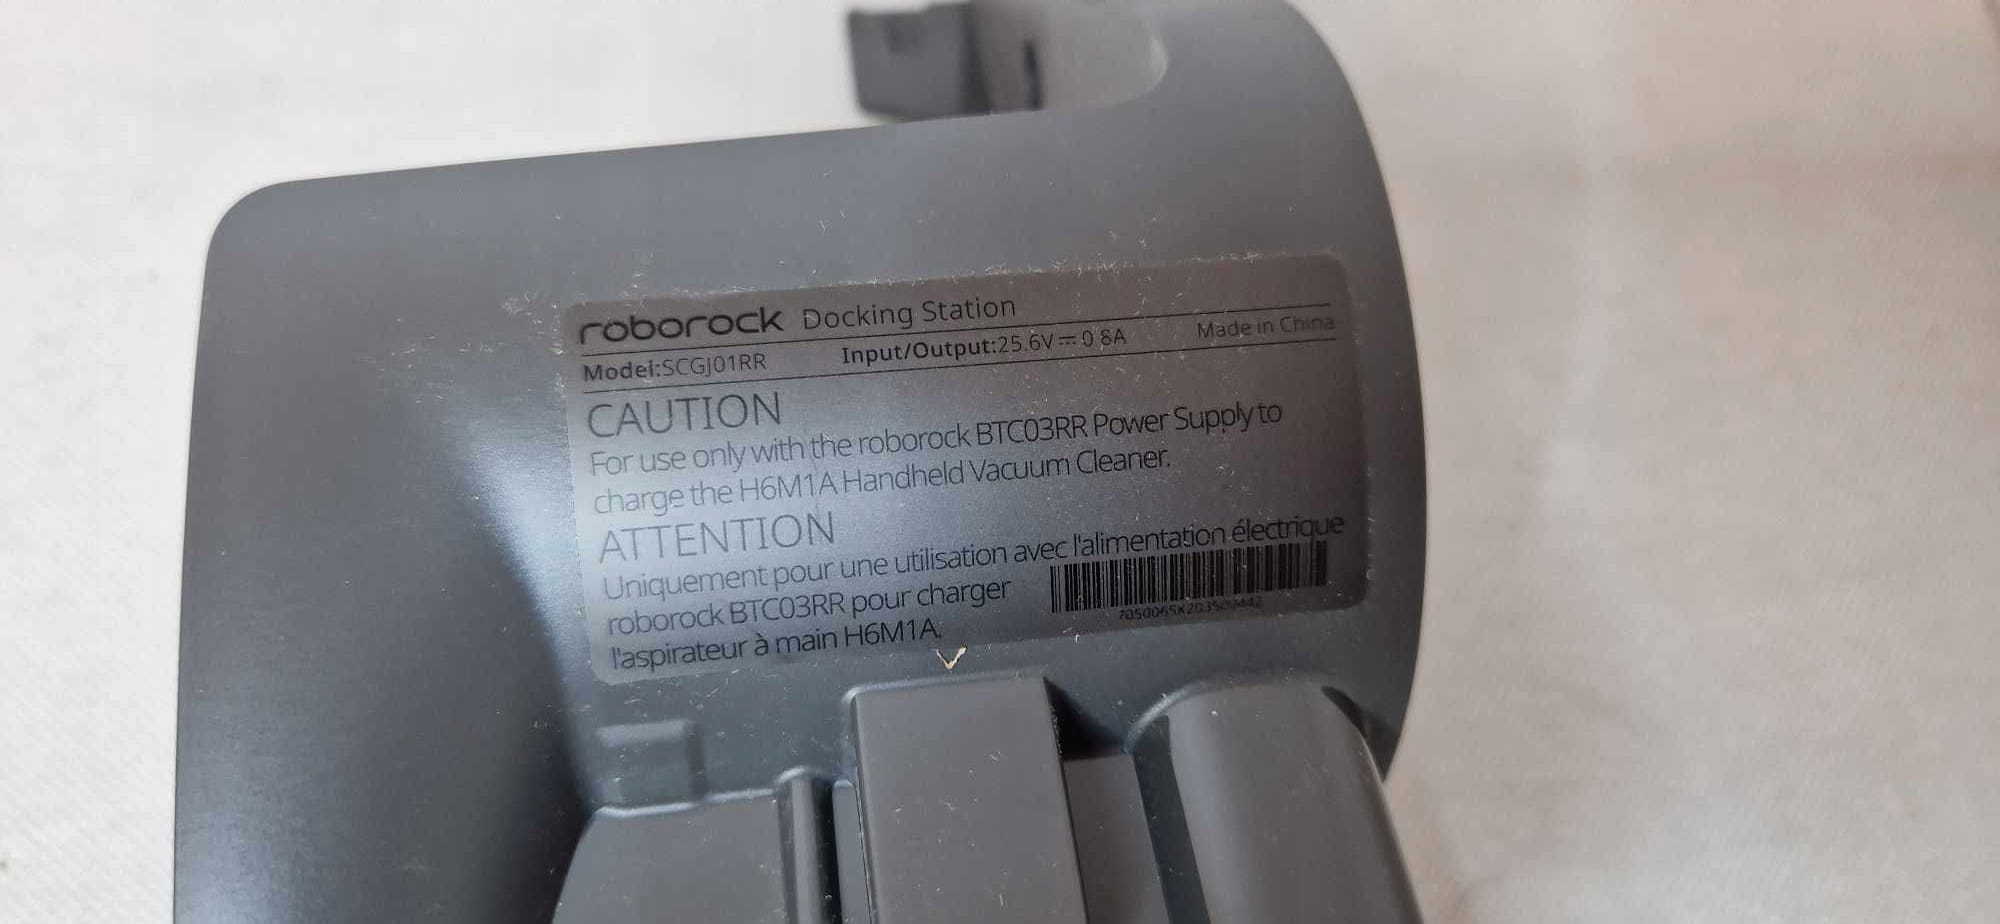 roborock Docking Station
Model:SCGJ01RR Input/Output:25.6V⎓0.8A Made in China
CAUTION
For use only with the roborock BTC03RR Power Supply to
charge the H6M1A Handheld Vacuum Cleaner.
ATTENTION
Uniquement pour une utilisation avec l'alimentation électrique
roborock BTC03RR pour charger
l'aspirateur à main H6M1A.